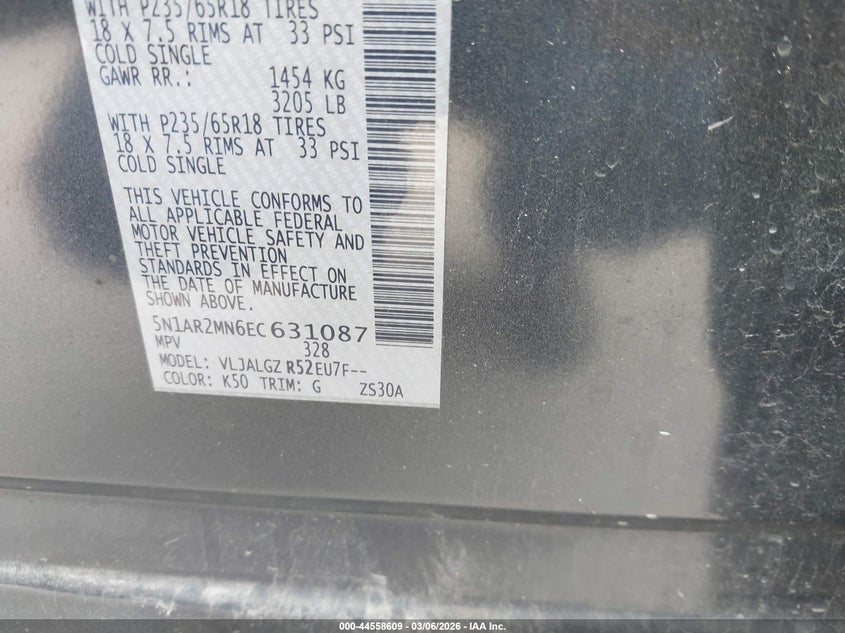 WITH P235/65R18 TIRES
18 X 7.5 RIMS AT 33 PSI
COLD SINGLE
GAWR RR.: 1454 KG
3205 LB
WITH P235/65R18 TIRES
18 X 7.5 RIMS AT 33 PSI
COLD SINGLE
THIS VEHICLE CONFORMS TO
ALL APPLICABLE FEDERAL
MOTOR VEHICLE SAFETY AND
THEFT PREVENTION
STANDARDS IN EFFECT ON
THE DATE OF MANUFACTURE
SHOWN ABOVE.
5N1AR2MN6EC 631087
MPV 328
MODEL: VLJALGZ R52EU7F--
COLOR: K50 TRIM: G ZS30A
000-44558609 - 03/06/2026 - IAA Inc.